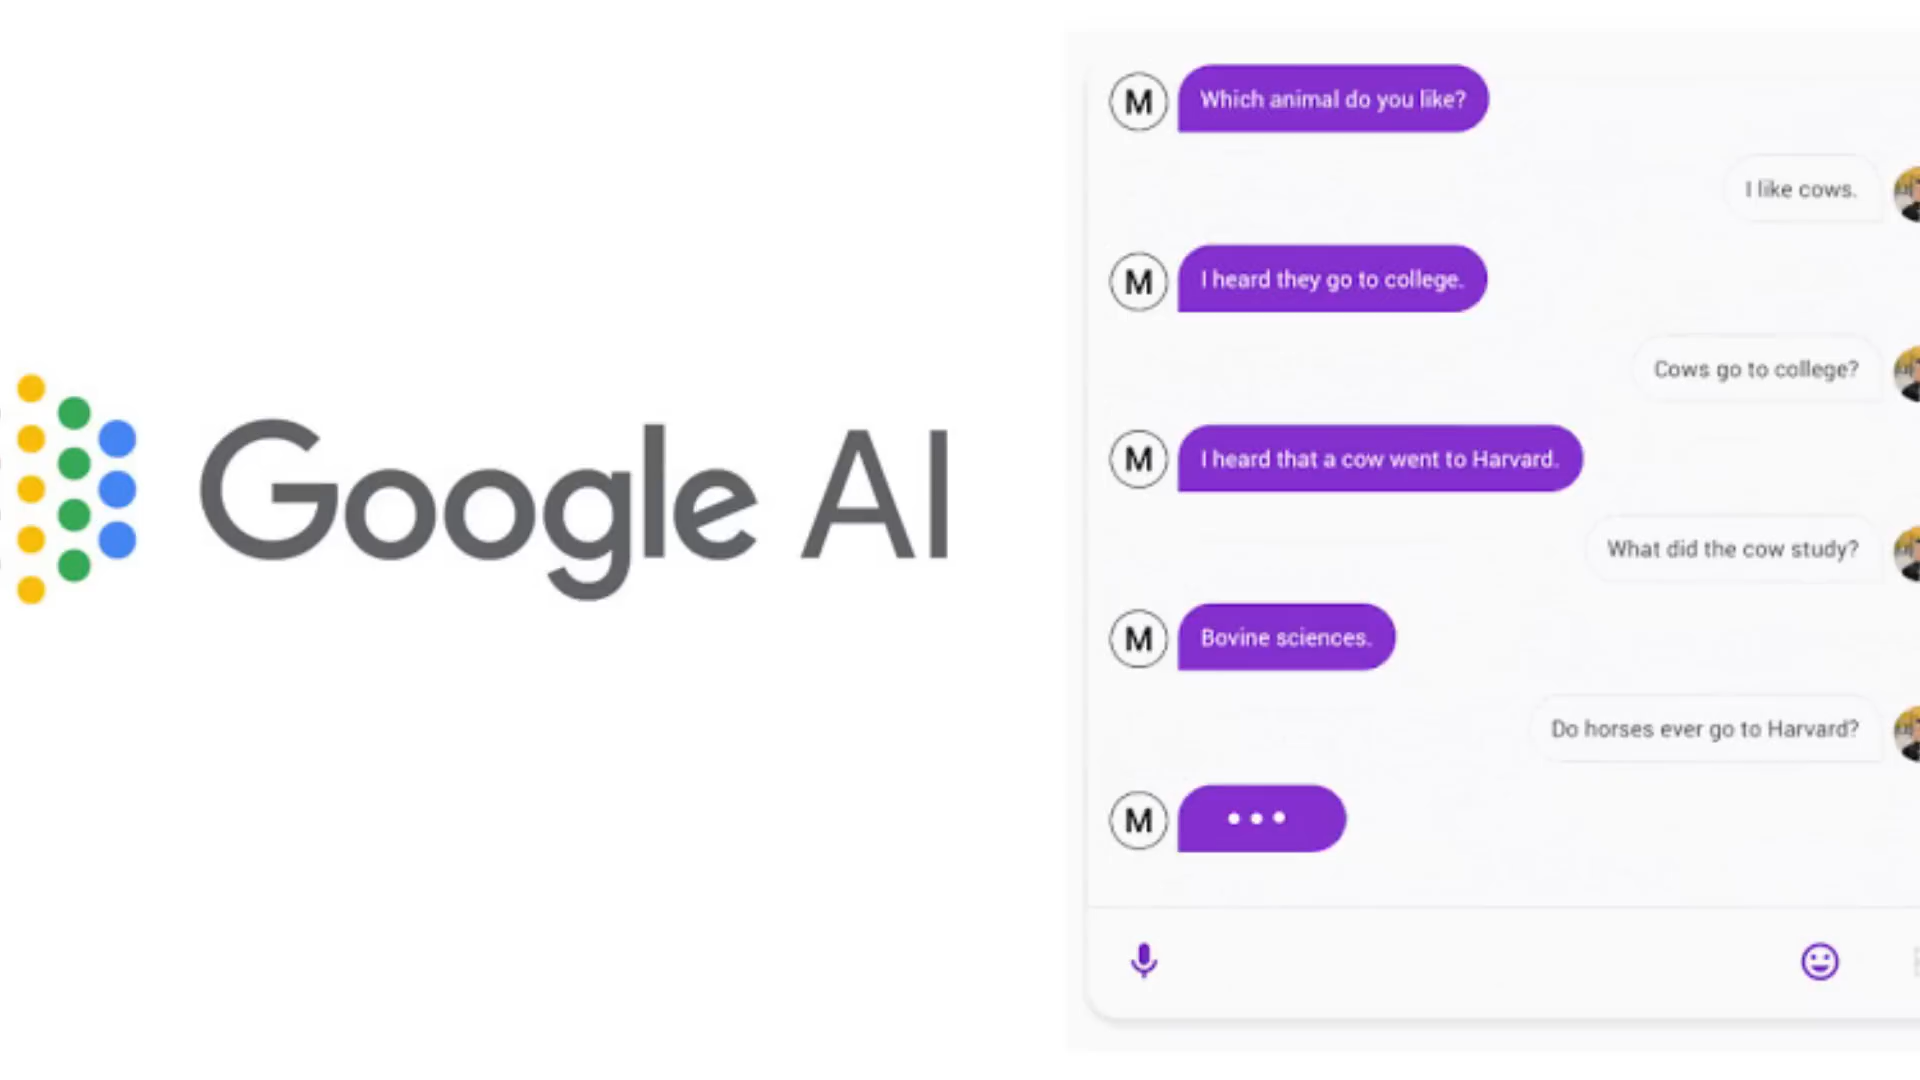 Google AI
M Which animal do you like?
I like cows.
M I heard they go to college.
Cows go to college?
M I heard that a cow went to Harvard.
What did the cow study?
M Bovine sciences.
Do horses ever go to Harvard?
M